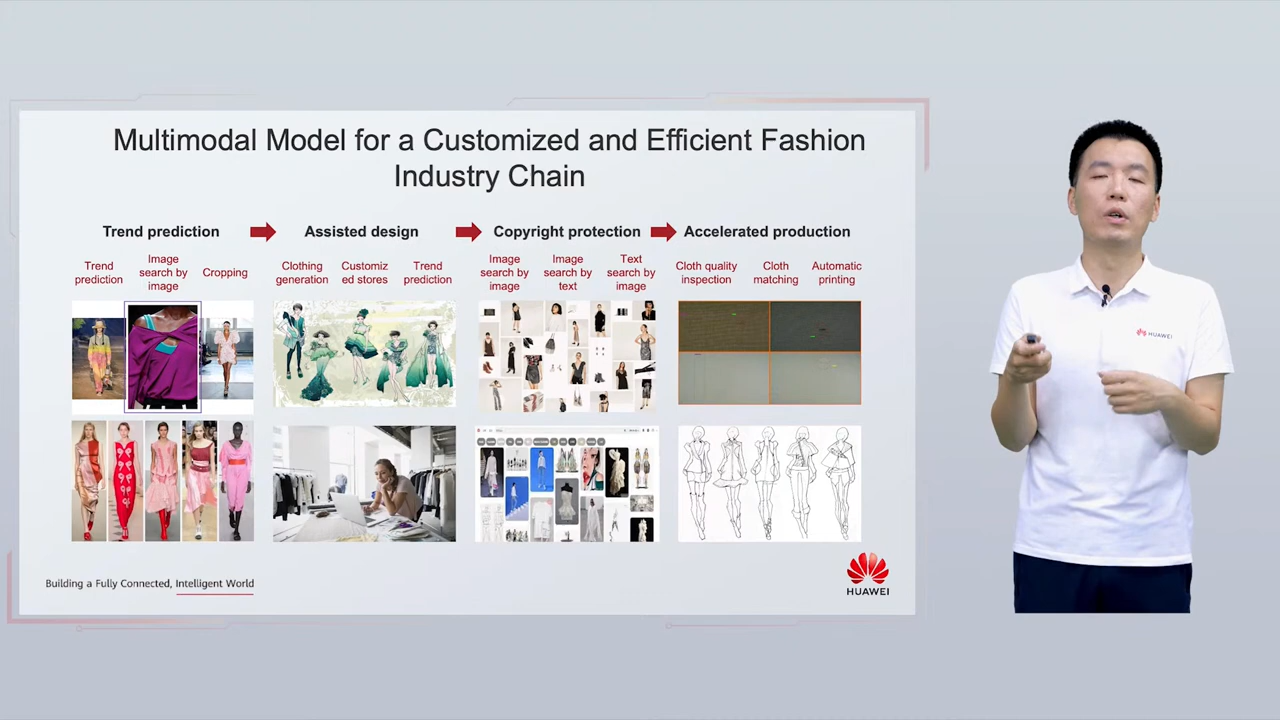 Multimodal Model for a Customized and Efficient Fashion
Industry Chain
Trend prediction
Assisted design
Copyright protection
Accelerated production
Trend
prediction
Image
search by
image
Cropping
Clothing
generation
Customiz
ed stores
Trend
prediction
Image
search by
image
Image
search by
text
Text
search by
image
Cloth quality
inspection
Cloth
matching
Automatic
printing
Building a Fully Connected, Intelligent World
HUAWEI
HUAWEI